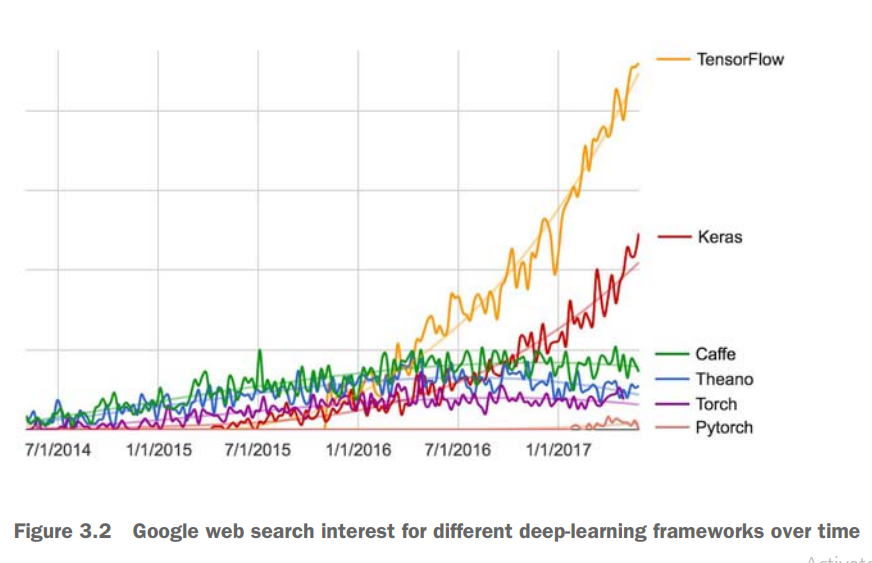 TensorFlow
Keras
Caffe
Theano
Torch
Pytorch
7/1/2014 1/1/2015 7/1/2015 1/1/2016 7/1/2016 1/1/2017
Figure 3.2 Google web search interest for different deep-learning frameworks over time